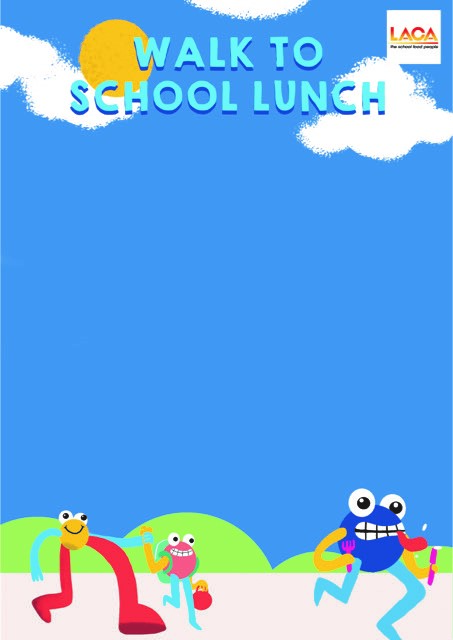 WALK TO
SCHOOL LUNCH
LACA
the school food people